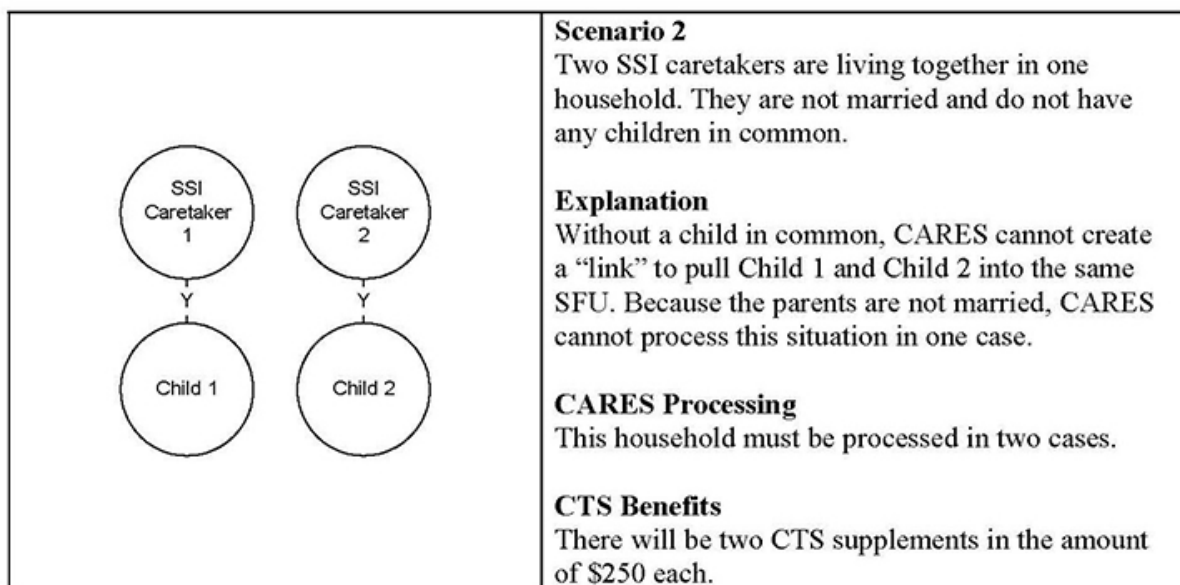 SSI
Caretaker
1
SSI
Caretaker
2
Y
Y
Child 1
Child 2
Scenario 2
Two SSI caretakers are living together in one
household. They are not married and do not have
any children in common.
Explanation
Without a child in common, CARES cannot create
a “link” to pull Child 1 and Child 2 into the same
SFU. Because the parents are not married, CARES
cannot process this situation in one case.
CARES Processing
This household must be processed in two cases.
CTS Benefits
There will be two CTS supplements in the amount
of $250 each.